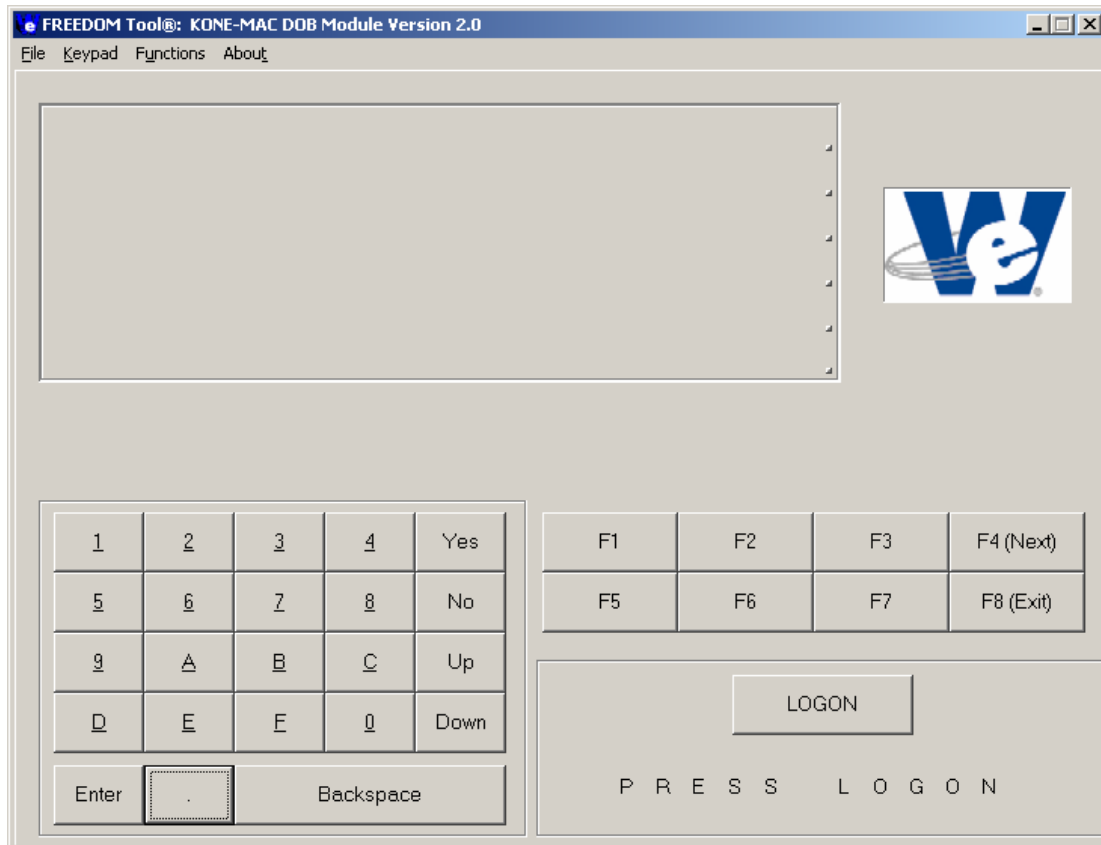 e FREEDOM Tool®: KONE-MAC DOB Module Version 2.0
File Keypad Functions About
We®
1 2 3 4 Yes
5 6 7 8 No
9 A B C Up
D E F 0 Down
Enter . Backspace
F1 F2 F3 F4 (Next)
F5 F6 F7 F8 (Exit)
LOGON
P R E S S L O G O N